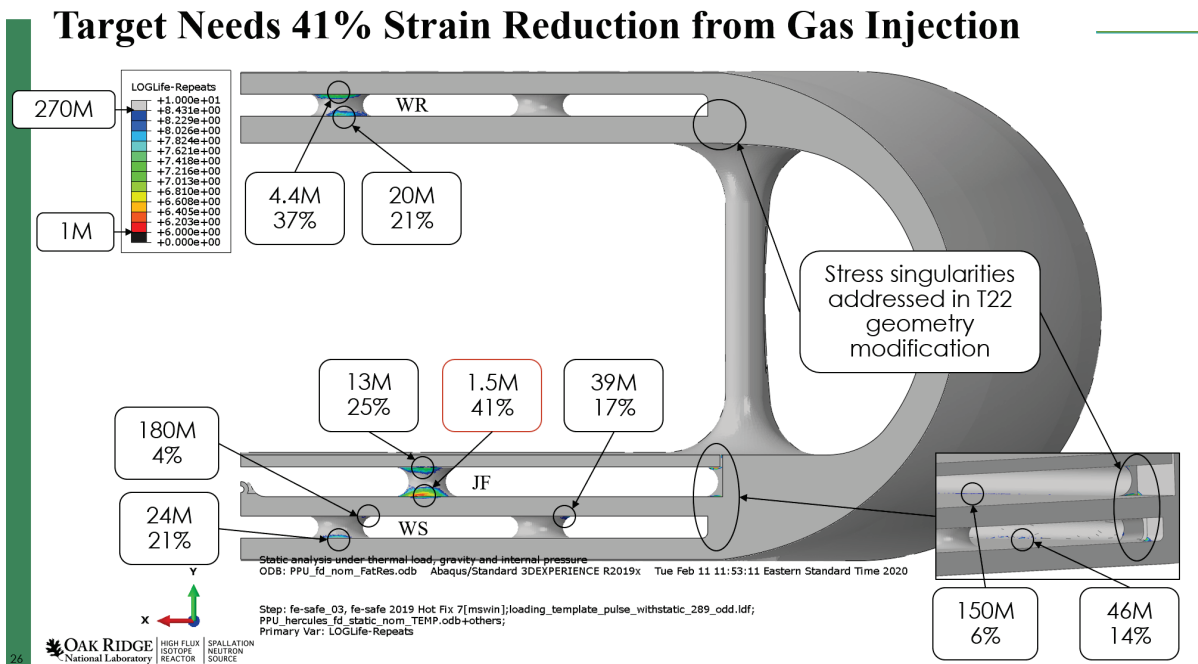 Target Needs 41% Strain Reduction from Gas Injection
LOGLife-Repeats
+1.000e+01
+8.431e+00
+8.229e+00
+8.026e+00
+7.824e+00
+7.621e+00
+7.418e+00
+7.216e+00
+7.013e+00
+6.810e+00
+6.608e+00
+6.405e+00
+6.203e+00
+6.000e+00
+0.000e+00
270M
1M
WR
4.4M
37%
20M
21%
Stress singularities
addressed in T22
geometry
modification
13M
25%
1.5M
41%
39M
17%
180M
4%
24M
21%
JF
WS
150M
6%
46M
14%
Static analysis under thermal load, gravity and internal pressure
ODB: PPU_fd_nom_FatRes.odb Abaqus/Standard 3DEXPERIENCE R2019x Tue Feb 11 11:53:11 Eastern Standard Time 2020
Y
X
Step: fe-safe_03, fe-safe 2019 Hot Fix 7[mswin];loading_template_pulse_withstatic_289_odd.ldf;
PPU_hercules_fd_static_nom_TEMP.odb+others;
Primary Var: LOGLife-Repeats
26
OAK RIDGE
National Laboratory
HIGH FLUX
ISOTOPE
REACTOR
SPALLATION
NEUTRON
SOURCE